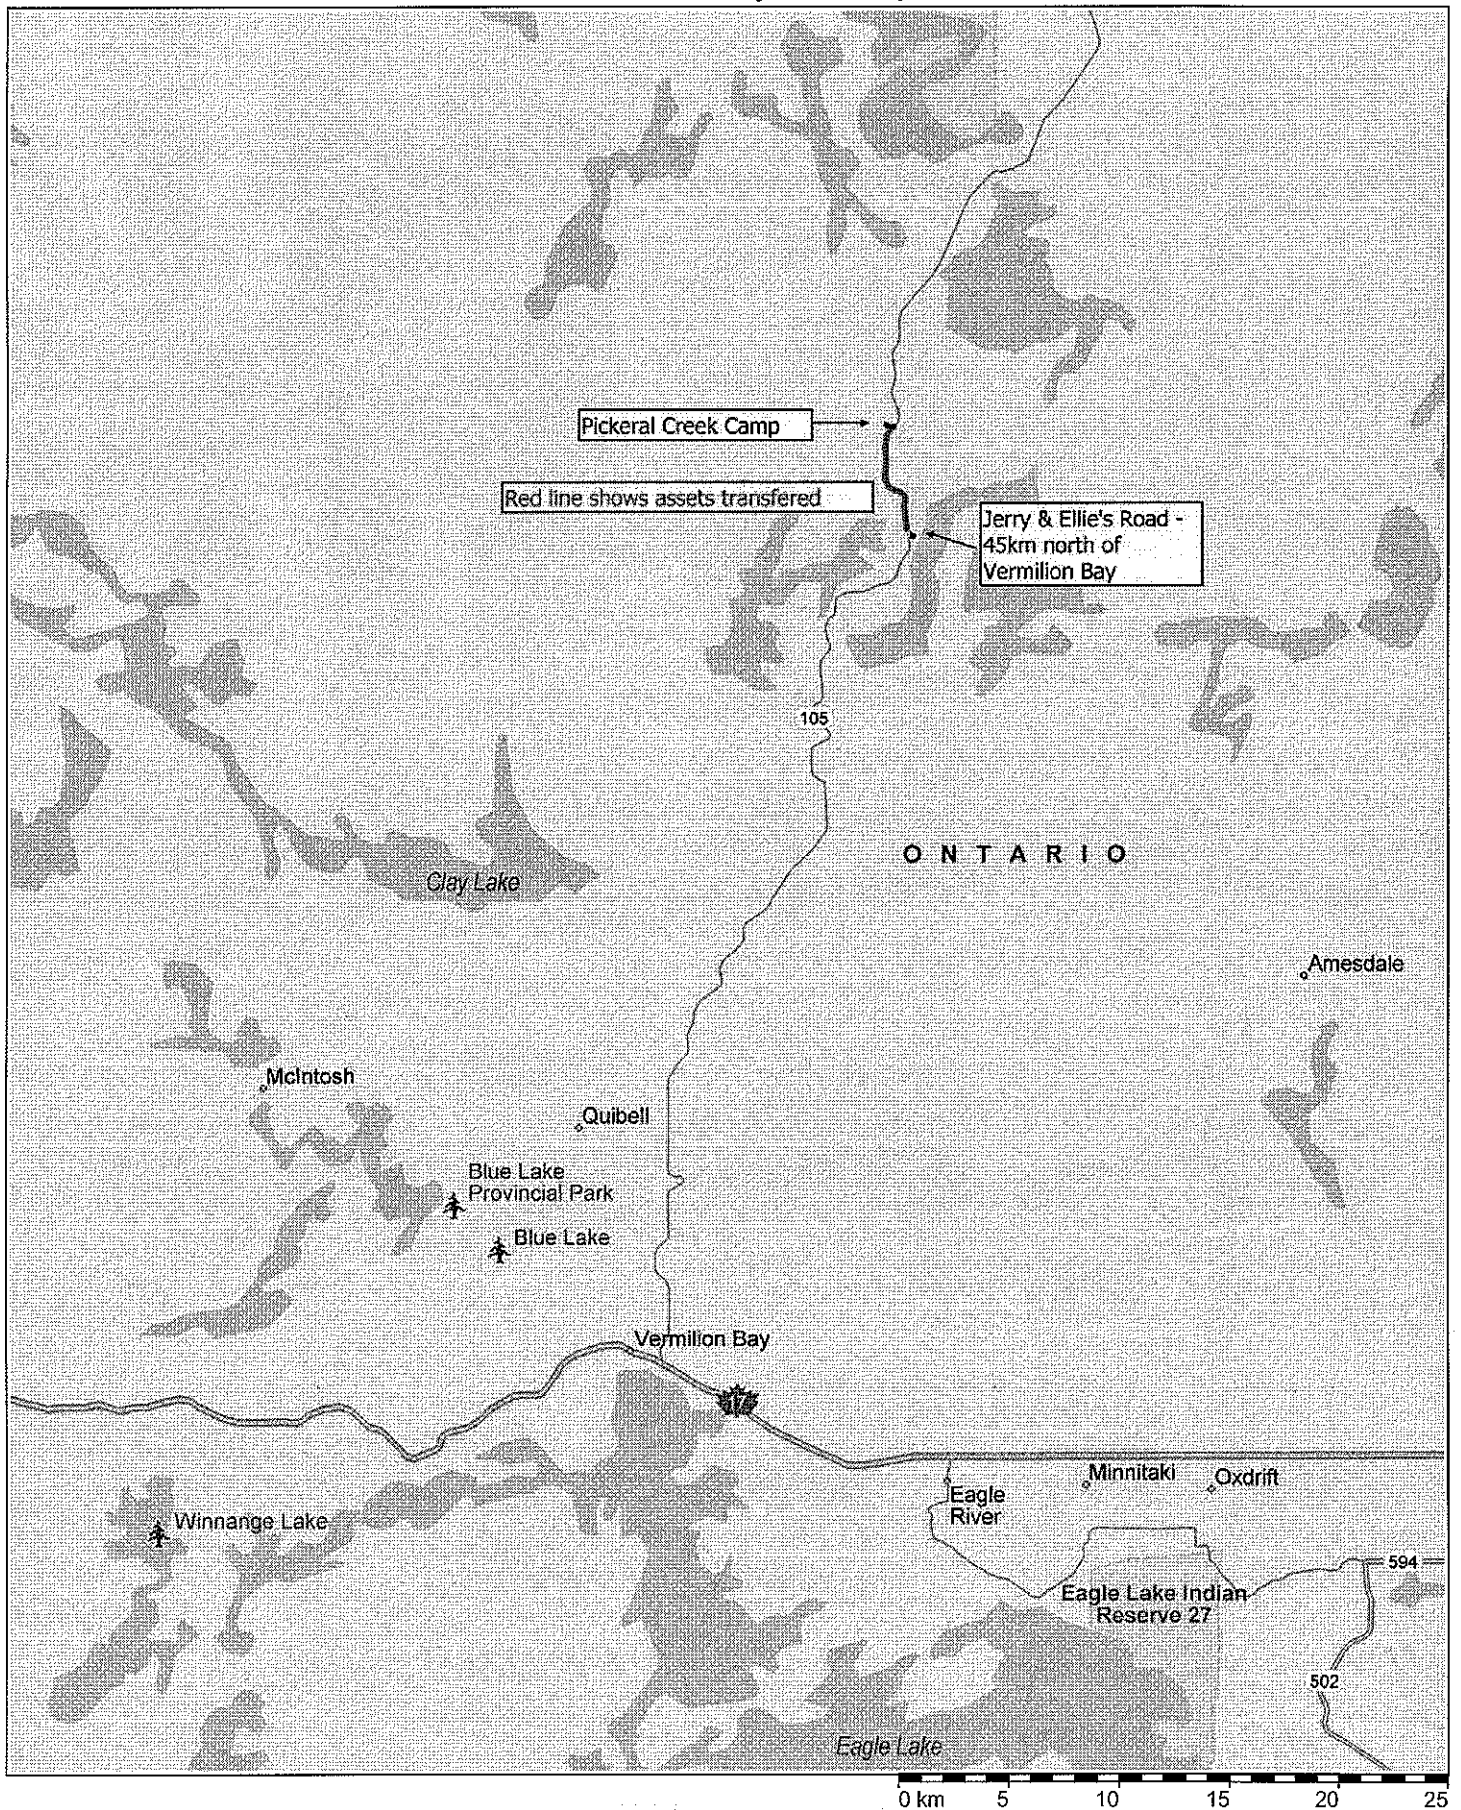 Pickeral Creek Camp
Red line shows assets transfered
Jerry & Ellie's Road -
45km north of
Vermilion Bay
105
ONTARIO
Clay Lake
Amesdale
McIntosh
Quibell
Blue Lake
Provincial Park
Blue Lake
Vermilion Bay
17
Minnitaki
Oxdrift
Eagle
River
Winnange Lake
594
Eagle Lake Indian
Reserve 27
502
Eagle Lake
0 km 5 10 15 20 25